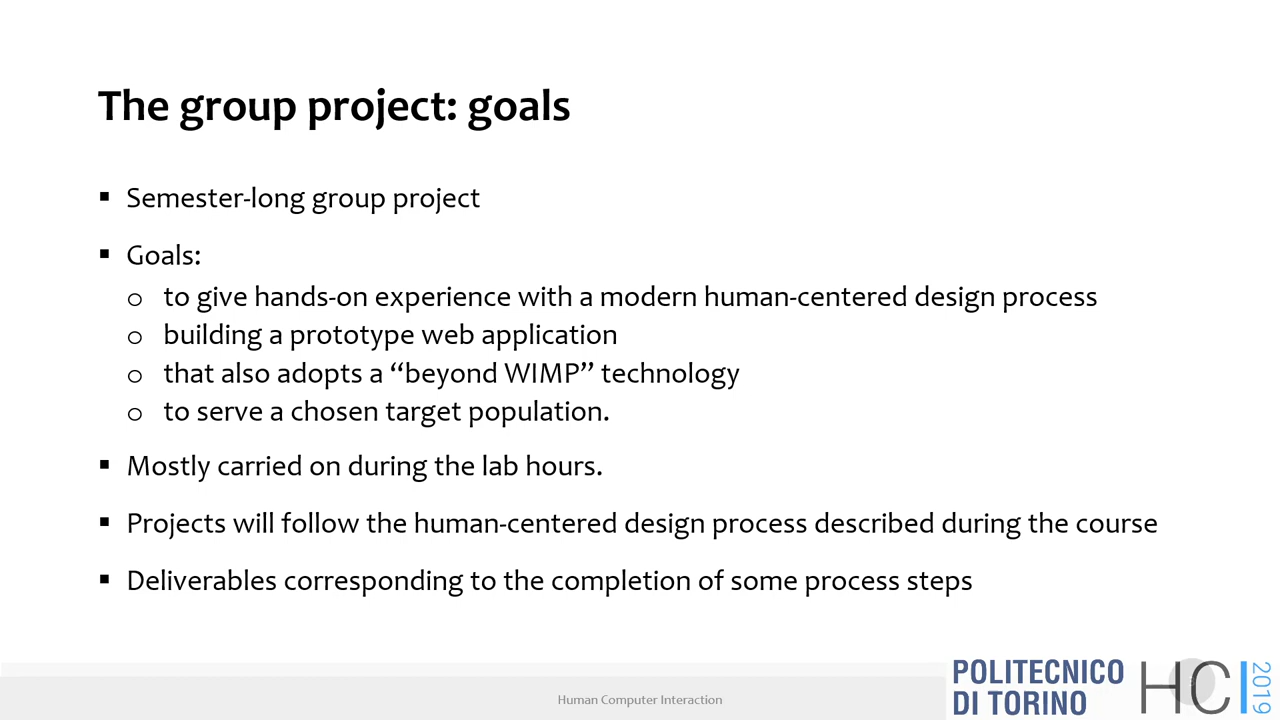 The group project: goals
▪ Semester-long group project
▪ Goals:
o to give hands-on experience with a modern human-centered design process
o building a prototype web application
o that also adopts a “beyond WIMP” technology
o to serve a chosen target population.
▪ Mostly carried on during the lab hours.
▪ Projects will follow the human-centered design process described during the course
▪ Deliverables corresponding to the completion of some process steps
Human Computer Interaction
POLITECNICO
DI TORINO
HCI
2019